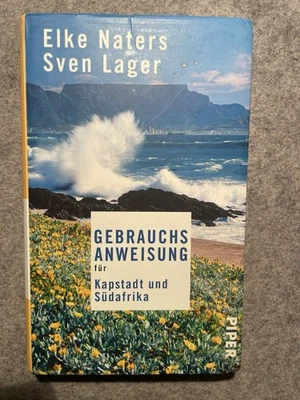 Elke Naters
Sven Lager
GEBRAUCHS
ANWEISUNG
für
Kapstadt und
Südafrika
PIPER